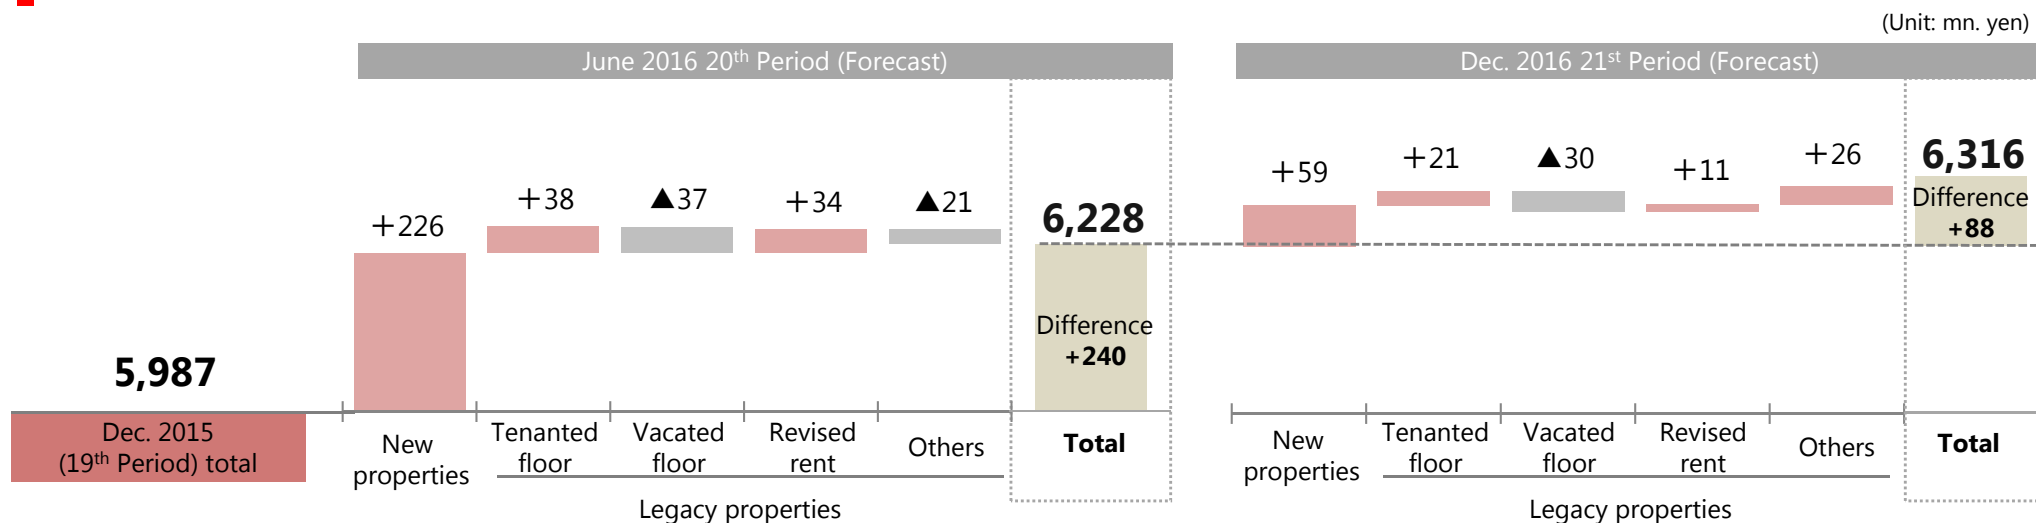 (Unit: mn. yen)
June 2016 20th Period (Forecast)
Dec. 2016 21st Period (Forecast)
+226
+38
▲37
+34
▲21
6,228
Difference
+240
+59
+21
▲30
+11
+26
6,316
Difference
+88
5,987
Dec. 2015
(19th Period) total
New
properties
Tenanted
floor
Vacated
floor
Revised
rent
Others
Total
Legacy properties
New
properties
Tenanted
floor
Vacated
floor
Revised
rent
Others
Total
Legacy properties